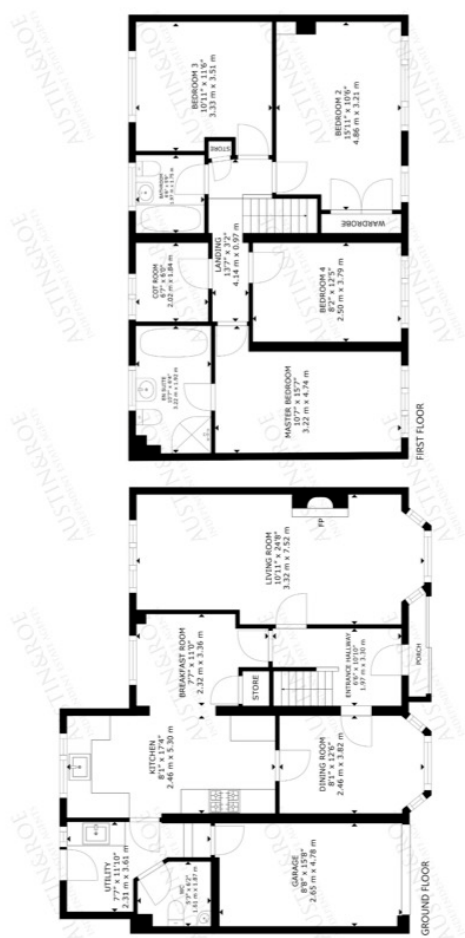 BEDROOM 3
10'11" x 11'6"
3.33 m x 3.51 m
BEDROOM 2
15'11" x 10'6"
4.86 m x 3.21 m
STORE
WARDROBE
BATHROOM
LANDING
13'7" x 3'2"
4.14 m x 0.97 m
COT ROOM
6'7" x 6'0"
2.02 m x 1.84 m
BEDROOM 4
8'2" x 12'5"
2.50 m x 3.79 m
EN SUITE
3.22 m x 1.92 m
MASTER BEDROOM
10'7" x 15'7"
3.22 m x 4.74 m
FIRST FLOOR
LIVING ROOM
10'11" x 24'8"
3.32 m x 7.52 m
FP
BREAKFAST ROOM
7'7" x 11'0"
2.32 m x 3.36 m
STORE
ENTRANCE HALLWAY
6'6" x 10'10"
1.97 m x 3.30 m
PORCH
KITCHEN
8'1" x 17'4"
2.46 m x 5.30 m
DINING ROOM
8'1" x 12'6"
2.46 m x 3.82 m
UTILITY
7'7" x 11'10"
2.31 m x 3.61 m
WC
GARAGE
8'8" x 15'8"
2.65 m x 4.78 m
GROUND FLOOR
AUSTIN&ROE